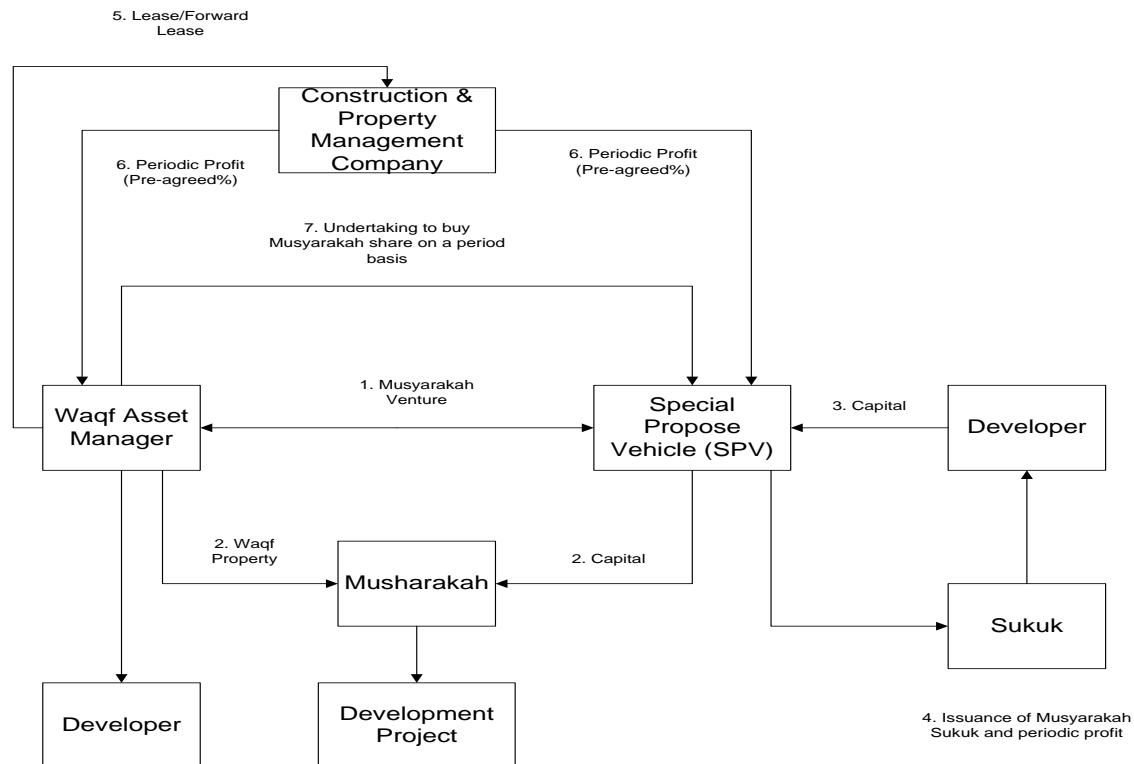 5. Lease/Forward
Lease
Construction &
Property
Management
Company
6. Periodic Profit
(Pre-agreed%)
6. Periodic Profit
(Pre-agreed%)
7. Undertaking to buy
Musyarakah share on a period
basis
Waqf Asset
Manager
1. Musyarakah
Venture
Special
Propose
Vehicle (SPV)
3. Capital
Developer
2. Waqf
Property
Musharakah
2. Capital
Sukuk
Developer
Development
Project
4. Issuance of Musyarakah
Sukuk and periodic profit